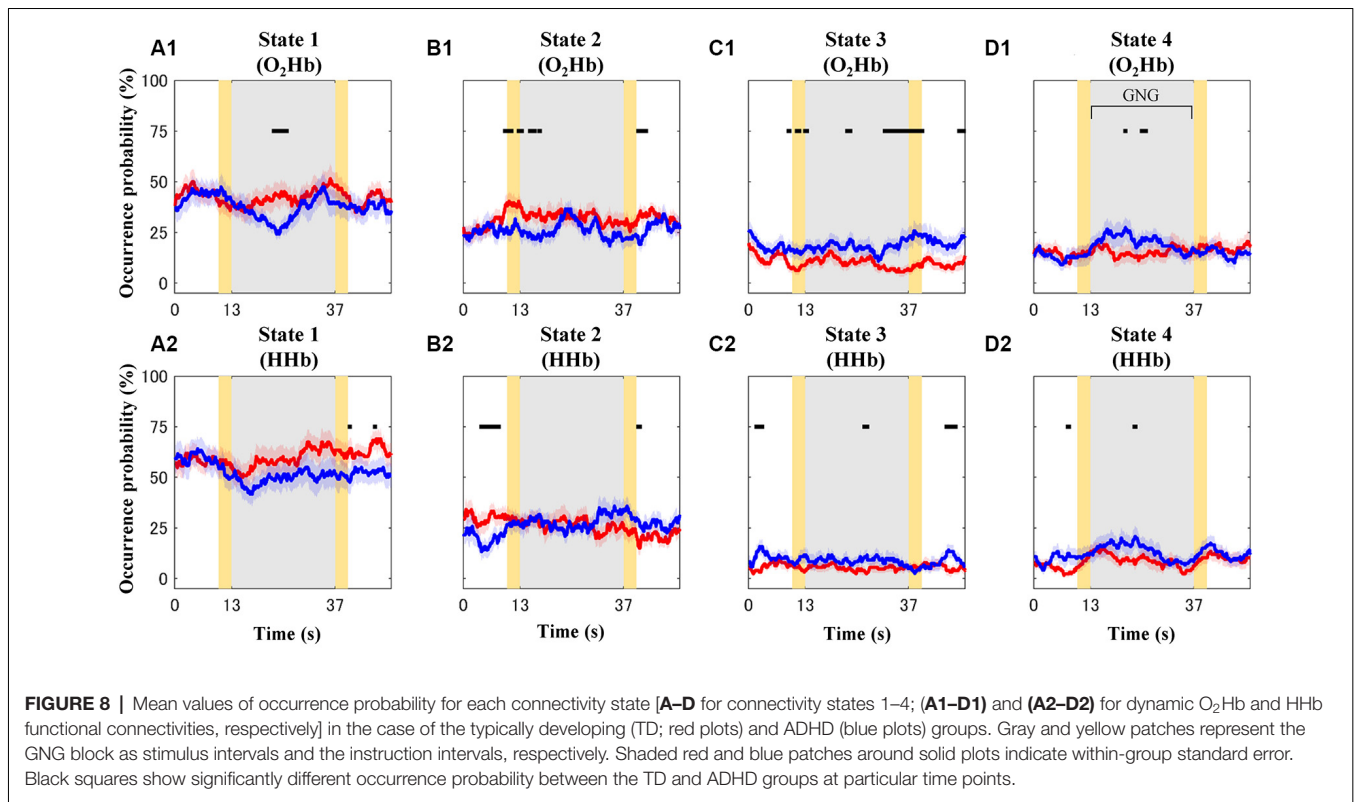 A1 State 1 B1 State 2 C1 State 3 D1 State 4
(O₂Hb) (O₂Hb) (O₂Hb) (O₂Hb)
Occurrence probability (%)
100
75
50
25
0
GNG
0 13 37 0 13 37 0 13 37 0 13 37
A2 State 1 B2 State 2 C2 State 3 D2 State 4
(HHb) (HHb) (HHb) (HHb)
Occurrence probability (%)
100
75
50
25
0
0 13 37 0 13 37 0 13 37 0 13 37
Time (s) Time (s) Time (s) Time (s)
FIGURE 8 | Mean values of occurrence probability for each connectivity state [A–D for connectivity states 1–4; (A1–D1) and (A2–D2) for dynamic O₂Hb and HHb
functional connectivities, respectively] in the case of the typically developing (TD; red plots) and ADHD (blue plots) groups. Gray and yellow patches represent the
GNG block as stimulus intervals and the instruction intervals, respectively. Shaded red and blue patches around solid plots indicate within-group standard error.
Black squares show significantly different occurrence probability between the TD and ADHD groups at particular time points.